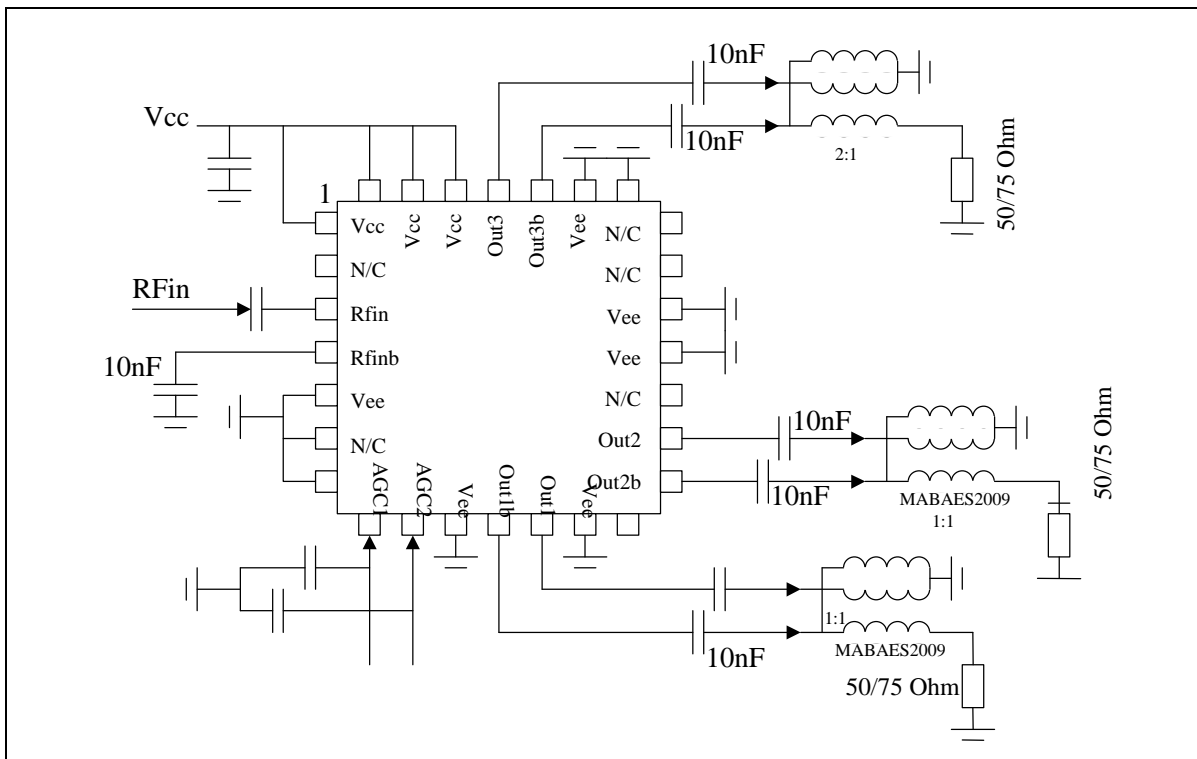 10nF
Vcc
10nF
2:1
50/75 Ohm
1
Vcc
Vcc
Vcc
Out3
Out3b
Vee
N/C
N/C
N/C
RFin
Rfin
Vee
10nF
Rfinb
Vee
Vee
N/C
N/C
10nF
Out2
AGC1
AGC2
Vee
Out1b
Out1
Vee
Out2b
10nF
MABAES2009
1:1
50/75 Ohm
1:1
10nF
MABAES2009
50/75 Ohm